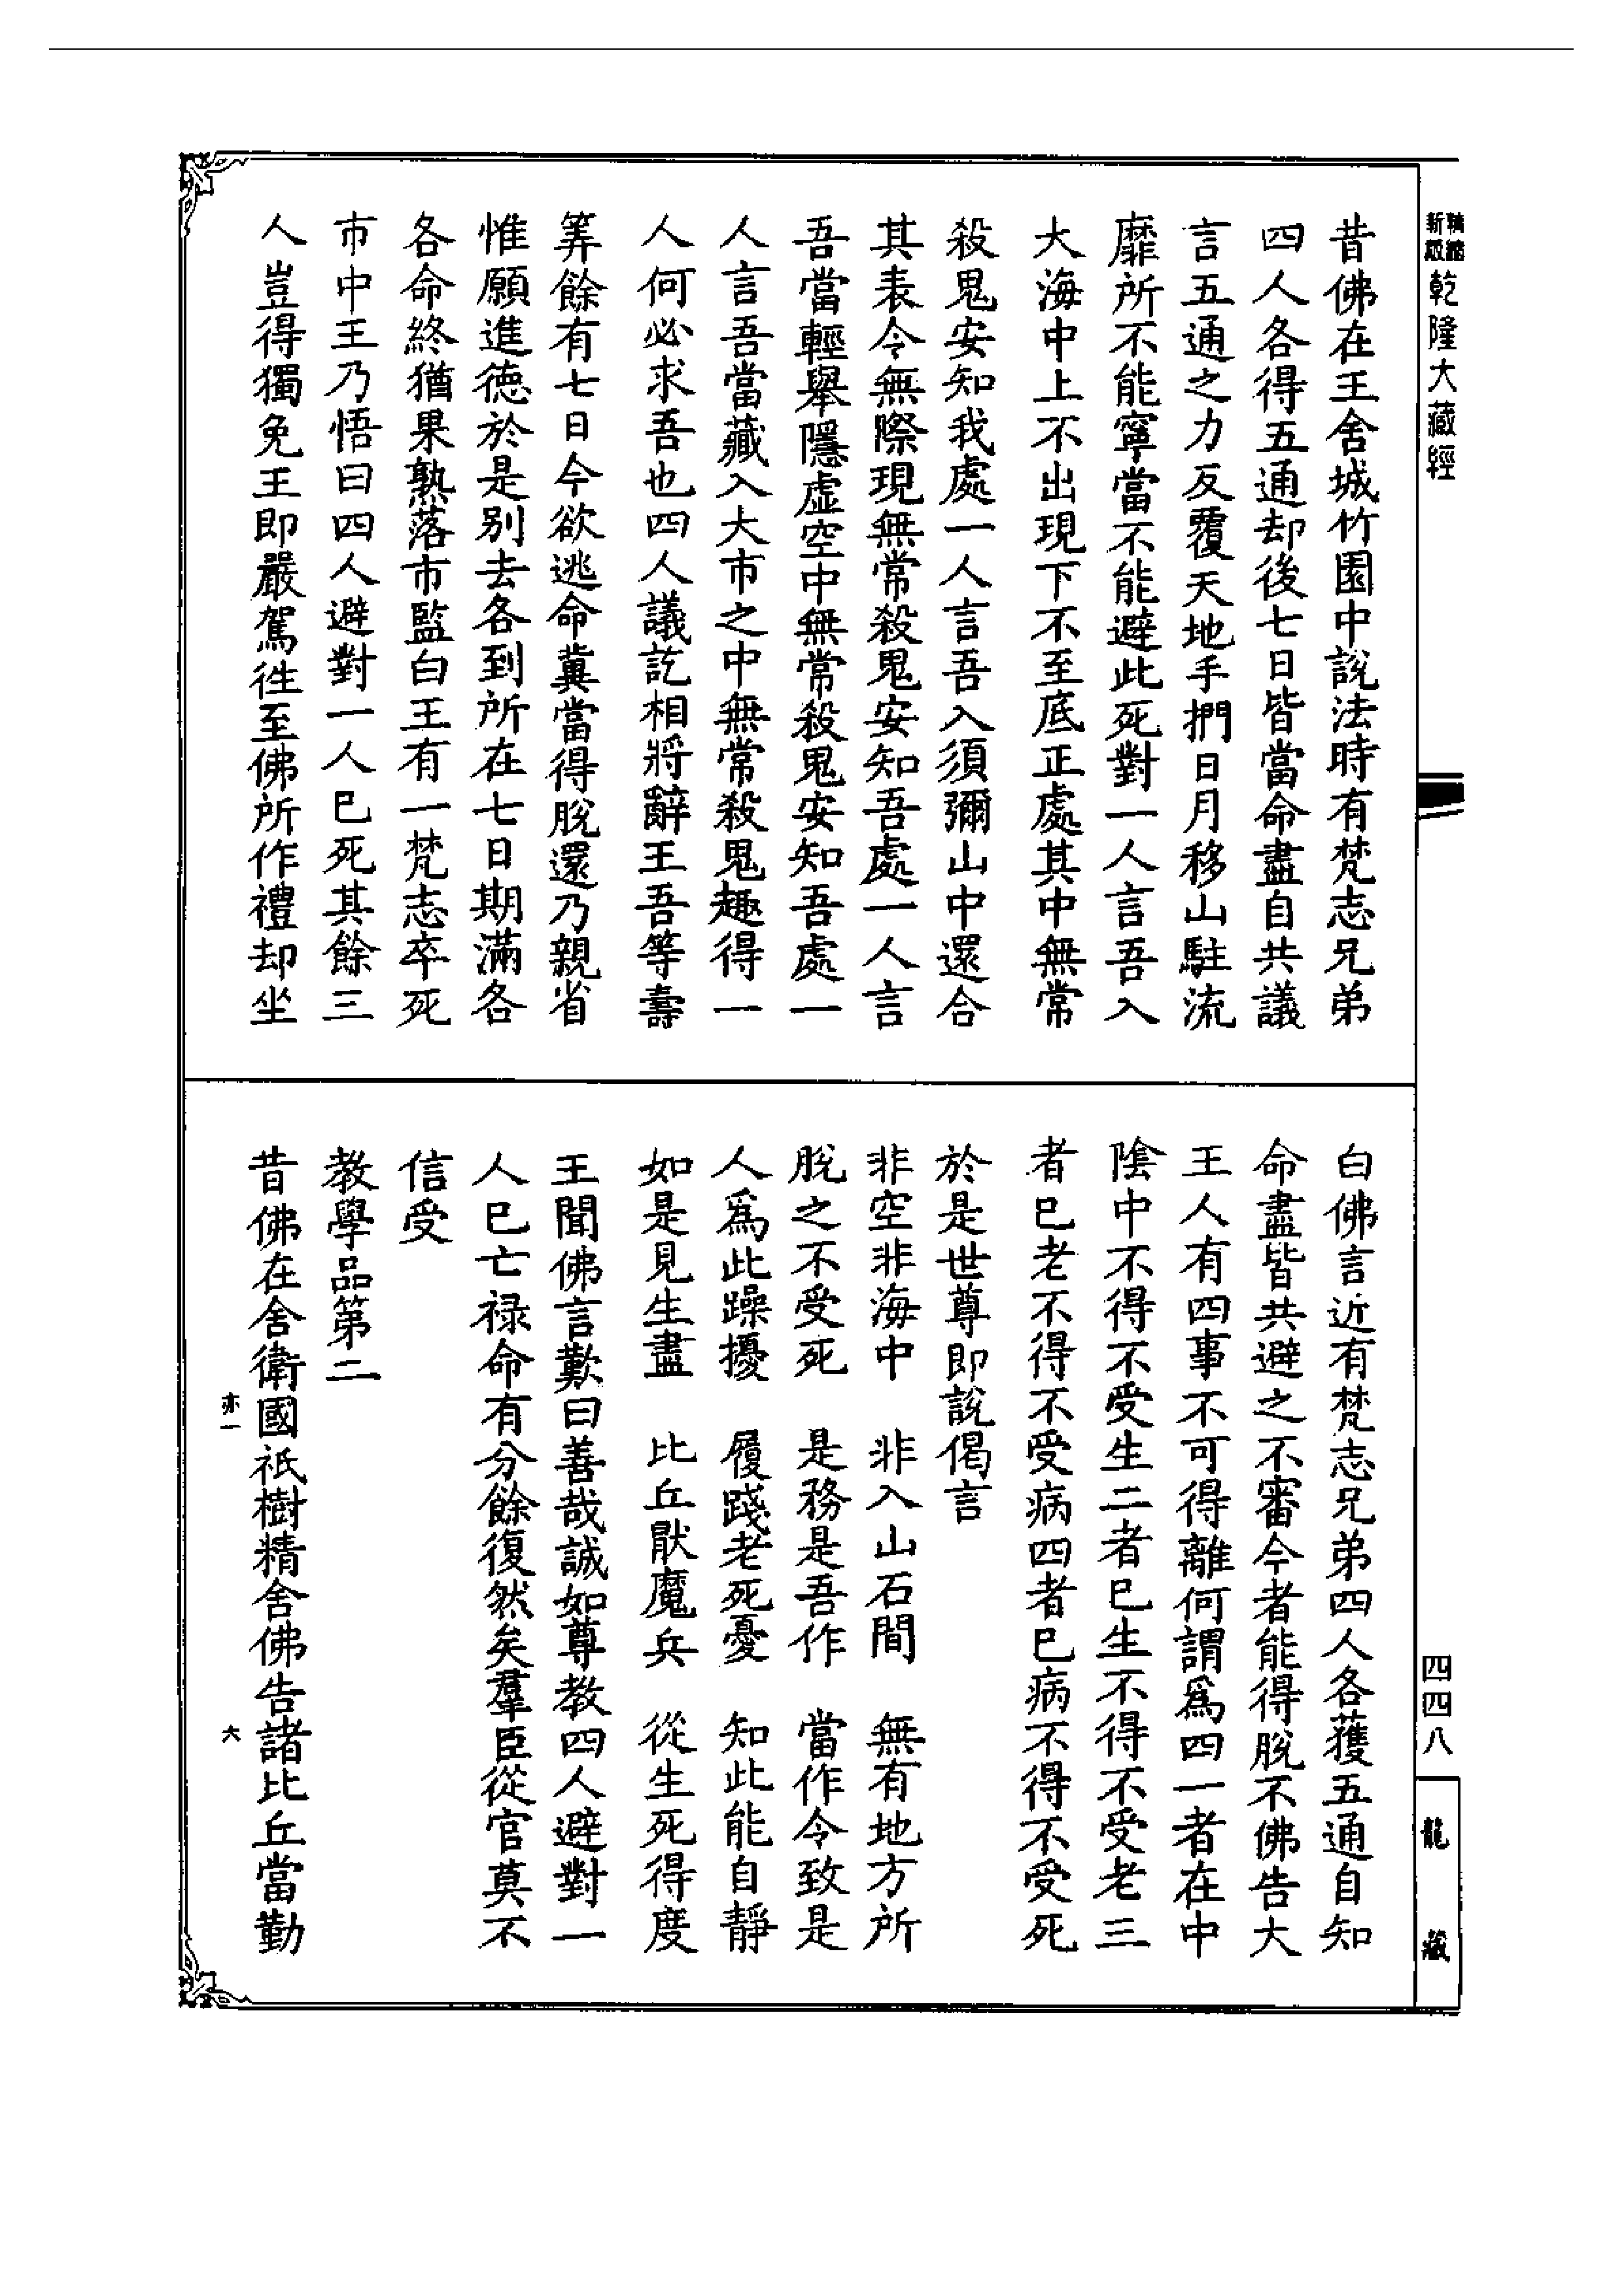 精縮新版
乾隆大藏經
昔佛在王舍城竹園中說法時有梵志兄弟
四人各得五通却後七日皆當命盡自共議
言五通之力反覆天地手捫日月移山駐流
靡所不能寧當不能避此死對一人言吾入
大海中上不出現下不至底正處其中無常
殺鬼安知我處一人言吾入須彌山中還合
其表令無際現無常殺鬼安知吾處一人言
吾當輕舉隱虛空中無常殺鬼安知吾處一
人言吾當藏入大市之中無常殺鬼趣得一
人何必求吾也四人議訖相將辭王吾等壽
筭餘有七日今欲逃命冀當得脫還乃親省
惟願進德於是別去各到所在七日期滿各
各命終猶果熟落市監白王有一梵志卒死
市中王乃悟曰四人避對一人已死其餘三
人豈得獨免王即嚴駕徃至佛所作禮却坐
白佛言近有梵志兄弟四人各獲五通自知
命盡皆共避之不審今者能得脫不佛告大
王人有四事不可得離何謂爲四一者在中
陰中不得不受生二者已生不得不受老三
者已老不得不受病四者已病不得不受死
於是世尊即說偈言
非空非海中　非入山石間　無有地方所
脫之不受死　是務是吾作　當作令致是
人爲此躁擾　履踐老死憂　知此能自靜
如是見生盡　比丘猒魔兵　從生死得度
王聞佛言歎曰善哉誠如尊教四人避對一
人已亡祿命有分餘復然矣羣臣從官莫不
信受
教學品第二
昔佛在舍衛國祇樹精舍佛告諸比丘當勤
亦一　六
四四八
龍藏